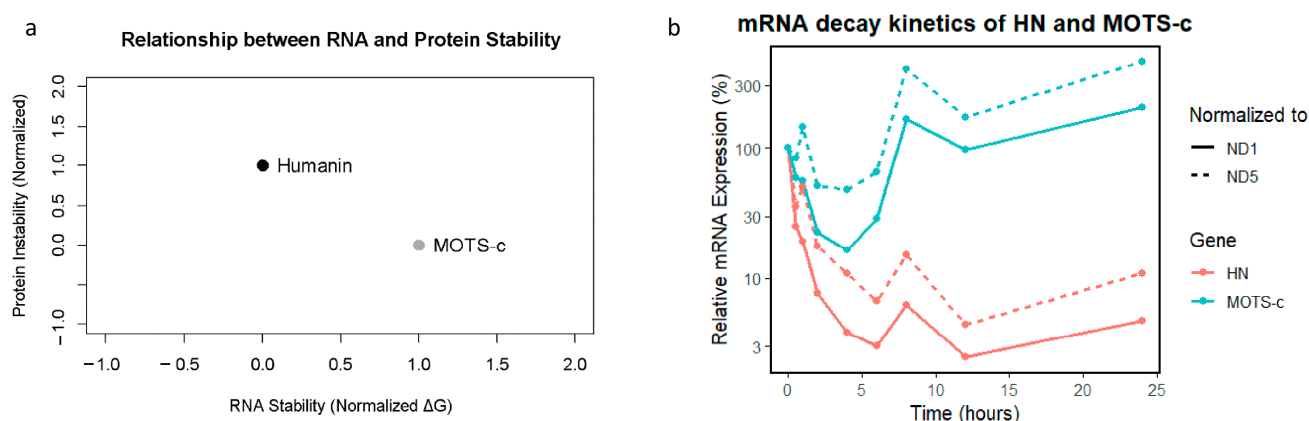 a
Relationship between RNA and Protein Stability
Protein Instability (Normalized)
2.0
1.5
1.0
0.5
0.0
−1.0
Humanin
MOTS-c
−1.0 −0.5 0.0 0.5 1.0 1.5 2.0
RNA Stability (Normalized ΔG)
b
mRNA decay kinetics of HN and MOTS-c
Relative mRNA Expression (%)
300
100
30
10
3
0 5 10 15 20 25
Time (hours)
Normalized to
ND1
ND5
Gene
HN
MOTS-c